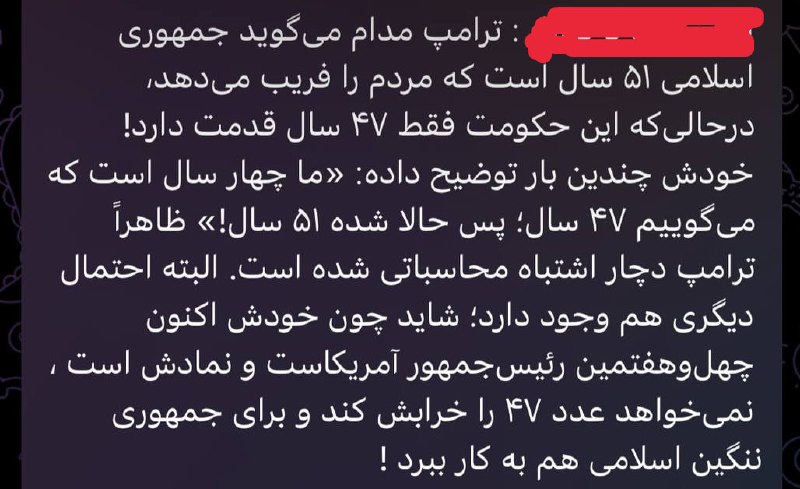 : ترامپ مدام می‌گوید جمهوری
اسلامی ۵۱ سال است که مردم را فریب می‌دهد،
درحالی‌که این حکومت فقط ۴۷ سال قدمت دارد!
خودش چندین بار توضیح داده: «ما چهار سال است که
می‌گوییم ۴۷ سال؛ پس حالا شده ۵۱ سال!» ظاهراً
ترامپ دچار اشتباه محاسباتی شده است. البته احتمال
دیگری هم وجود دارد؛ شاید چون خودش اکنون
چهل‌وهفتمین رئیس‌جمهور آمریکاست و نمادش است ،
نمی‌خواهد عدد ۴۷ را خرابش کند و برای جمهوری
ننگین اسلامی هم به کار ببرد !